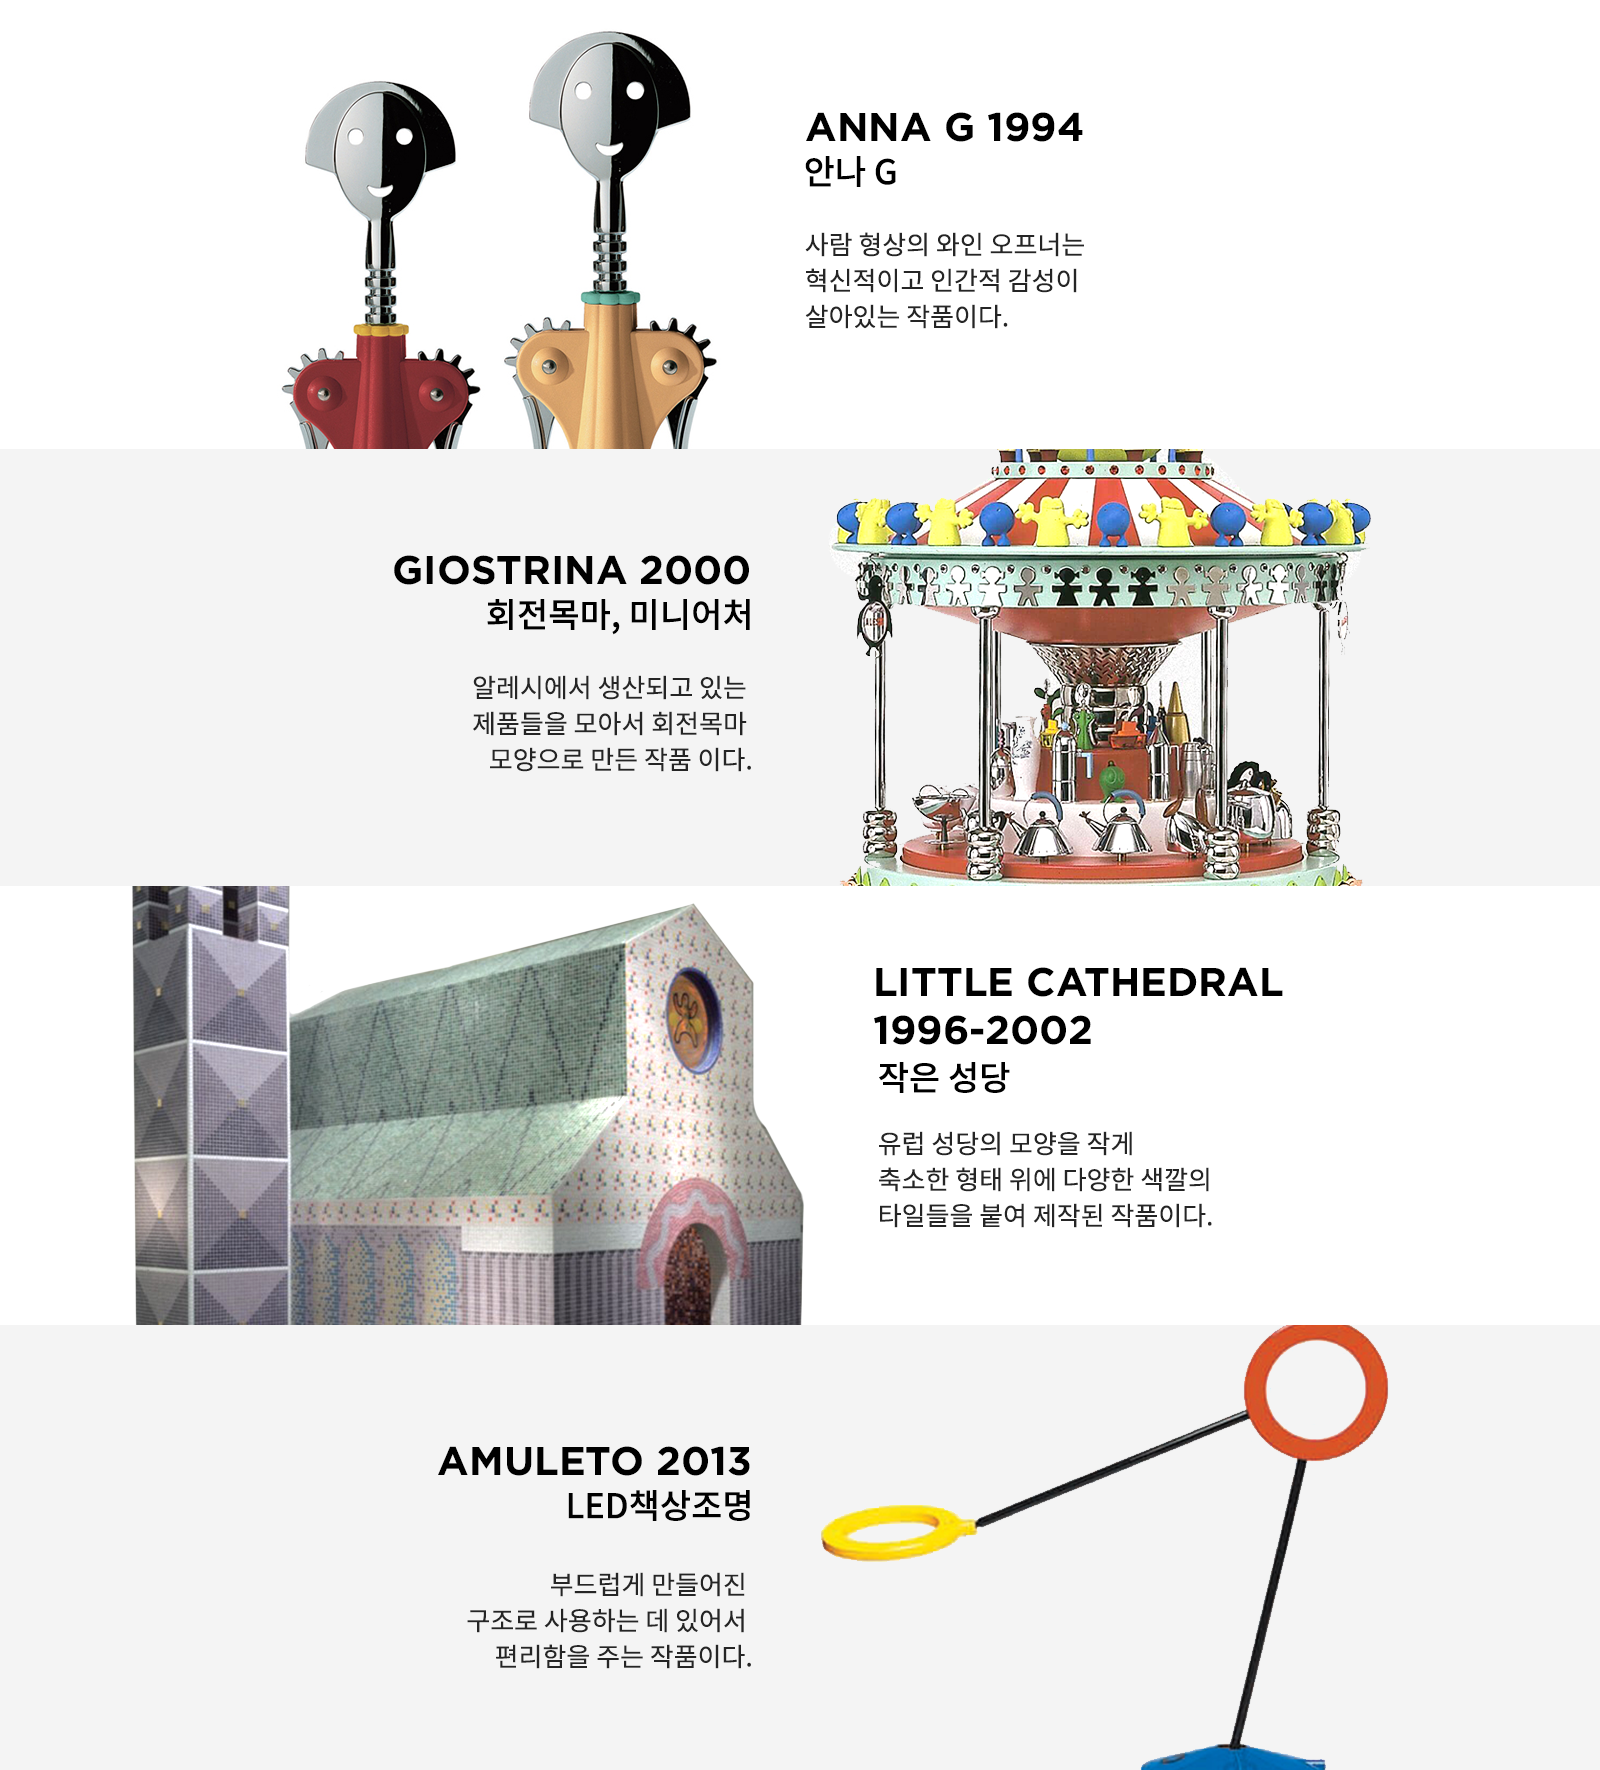 ANNA G 1994
안나 G
사람 형상의 와인 오프너는
혁신적이고 인간적 감성이
살아있는 작품이다.
GIOSTRINA 2000
회전목마, 미니어처
알레시에서 생산되고 있는
제품들을 모아서 회전목마
모양으로 만든 작품 이다.
LITTLE CATHEDRAL
1996-2002
작은 성당
유럽 성당의 모양을 작게
축소한 형태 위에 다양한 색깔의
타일들을 붙여 제작된 작품이다.
AMULETO 2013
LED책상조명
부드럽게 만들어진
구조로 사용하는 데 있어서
편리함을 주는 작품이다.